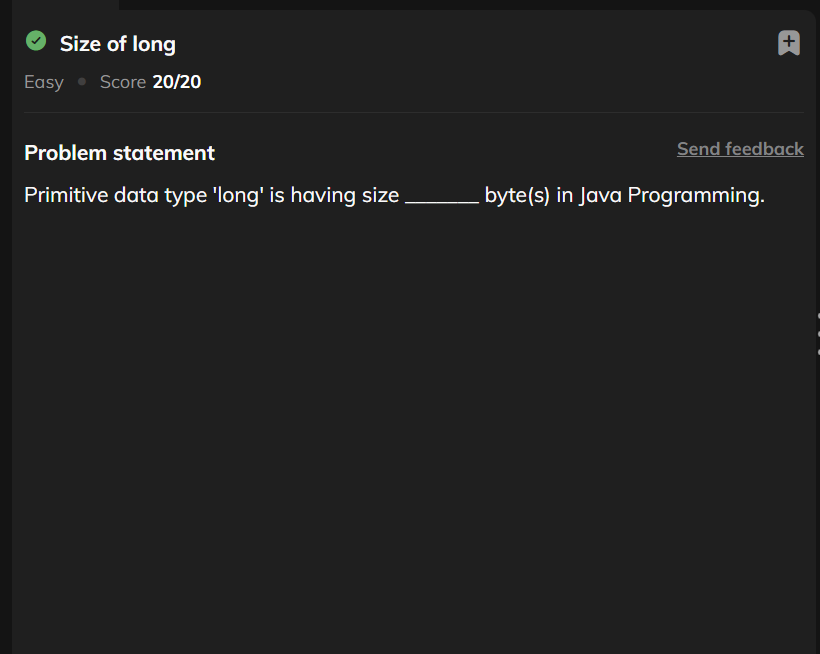 Size of long
Easy • Score 20/20
Problem statement
Send feedback
Primitive data type 'long' is having size _______ byte(s) in Java Programming.